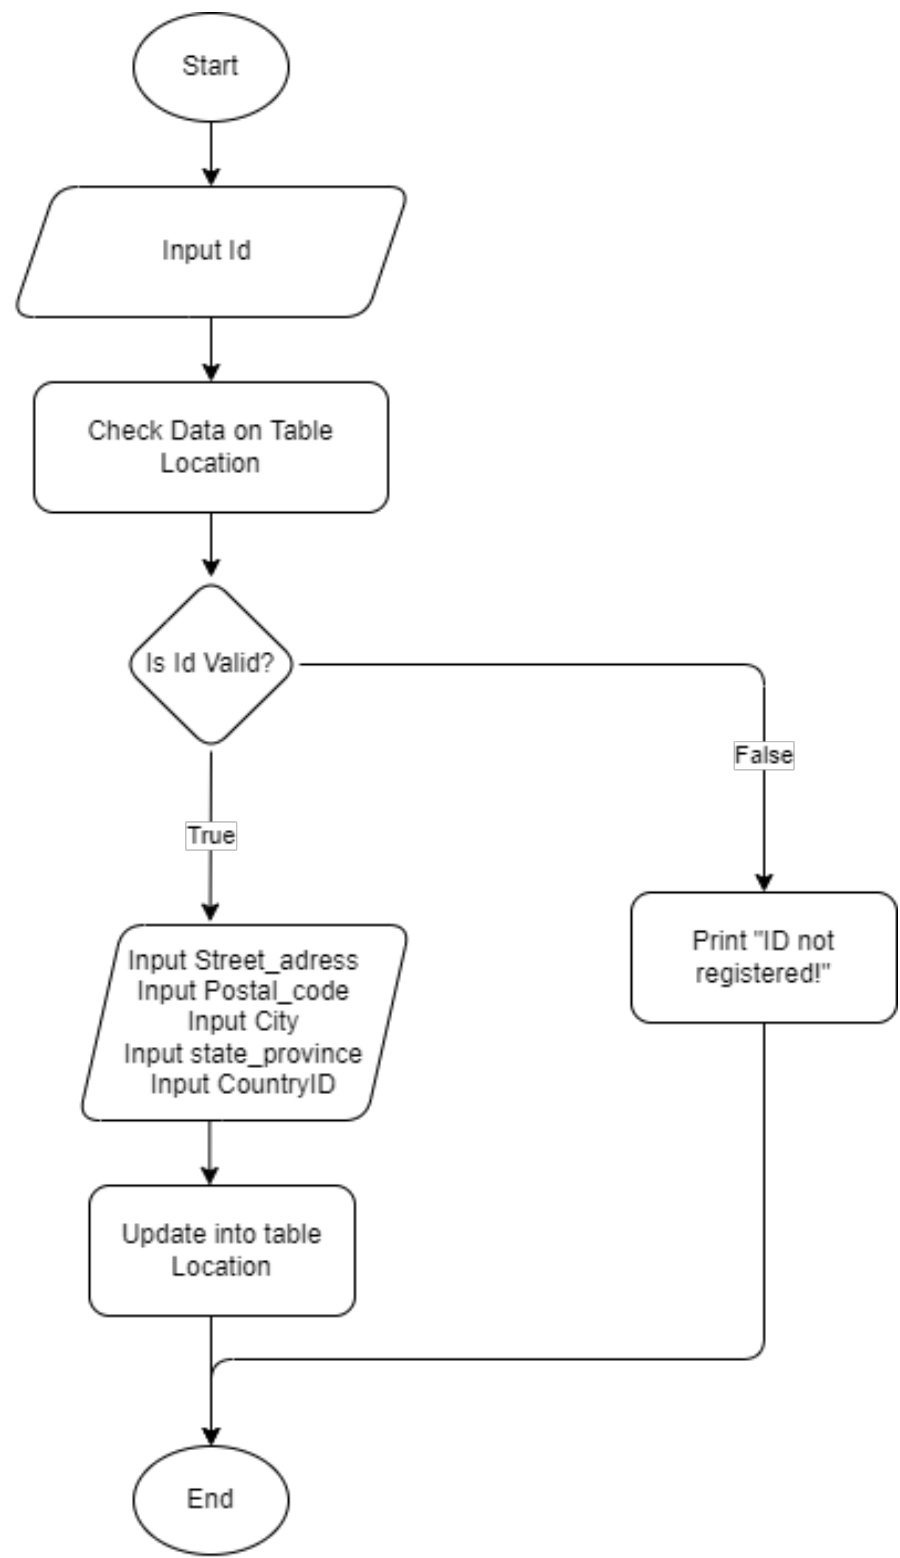 Start
Input Id
Check Data on Table
Location
Is Id Valid?
False
True
Print "ID not
registered!"
Input Street_adress
Input Postal_code
Input City
Input state_province
Input CountryID
Update into table
Location
End